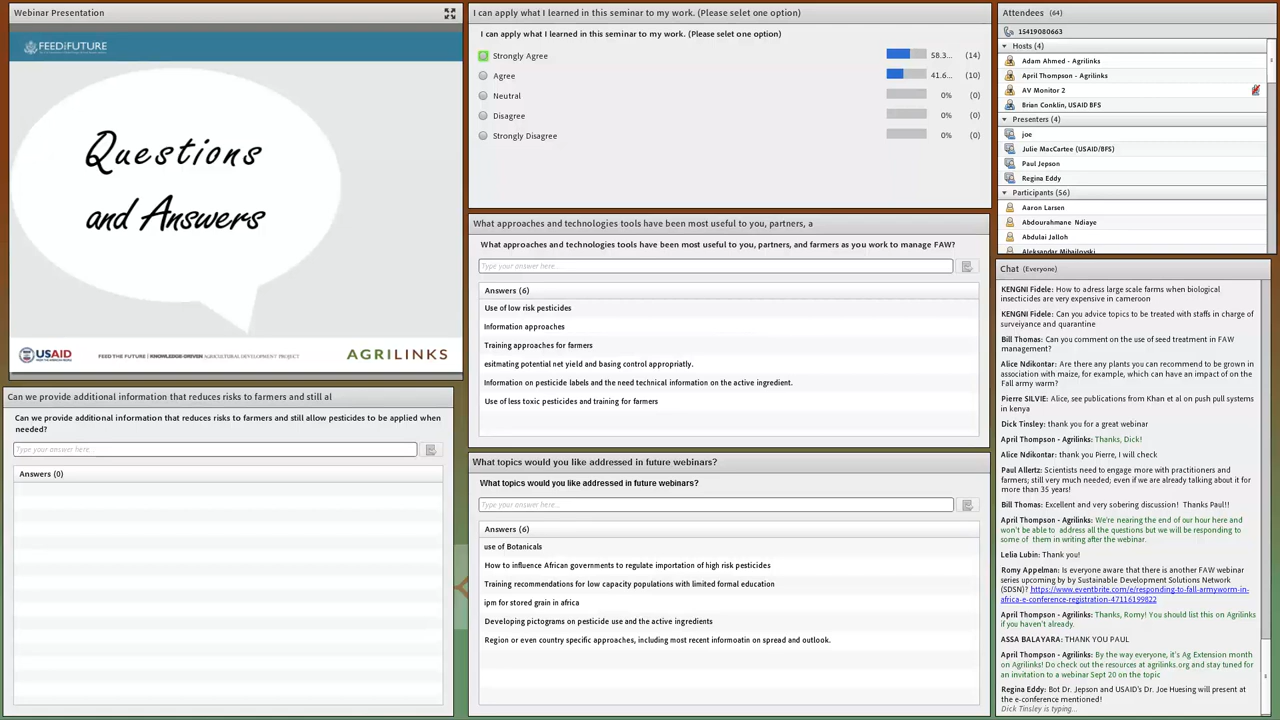 Webinar Presentation
FEEDIFUTURE
Questions
and Answers
USAID
FEED THE FUTURE KNOWLEDGE-DRIVEN AGRICULTURAL DEVELOPMENT PROJECT
AGRILINKS
Can we provide additional information that reduces risks to farmers and still al
Can we provide additional information that reduces risks to farmers and still allow pesticides to be applied when
needed?
Type your answer here...
Answers (0)
I can apply what I learned in this seminar to my work. (Please selet one option)
I can apply what I learned in this seminar to my work. (Please selet one option)
Strongly Agree 58.3... (14)
Agree 41.6... (10)
Neutral 0% (0)
Disagree 0% (0)
Strongly Disagree 0% (0)
What approaches and technologies tools have been most useful to you, partners, a
What approaches and technologies tools have been most useful to you, partners, and farmers as you work to manage FAW?
Type your answer here...
Answers (6)
Use of low risk pesticides
Information approaches
Training approaches for farmers
esitmating potential net yield and basing control appropriately.
Information on pesticide labels and the need technical information on the active ingredient.
Use of less toxic pesticides and training for farmers
What topics would you like addressed in future webinars?
What topics would you like addressed in future webinars?
Type your answer here...
Answers (6)
use of Botanicals
How to influence African governments to regulate importation of high risk pesticides
Training recommendations for low capacity populations with limited formal education
ipm for stored grain in africa
Developing pictograms on pesticide use and the active ingredients
Region or even country specific approaches, including most recent informoatin on spread and outlook.
Attendees (64)
15419080663
Hosts (4)
Adam Ahmed - Agrilinks
April Thompson - Agrilinks
AV Monitor 2
Brian Conklin, USAID BFS
Presenters (4)
joe
Julie MacCartee (USAID/BFS)
Paul Jepson
Regina Eddy
Participants (56)
Aaron Larsen
Abdourahmane Ndiaye
Abdulai Jalloh
Aleksandar Mihajlovski
Chat (Everyone)
KENGNI Fidele: How to adress large scale farms when biological
insecticides are very expensive in cameroon
KENGNI Fidele: Can you advice topics to be treated with staffs in charge of
surveiyance and quarantine
Bill Thomas: Can you comment on the use of seed treatment in FAW
management?
Alice Ndikontar: Are there any plants you can recommend to be grown in
association with maize, for example, which can have an impact of on the
Fall army warm?
Pierre SILVIE: Alice, see publications from Khan et al on push pull systems
in kenya
Dick Tinsley: thank you for a great webinar
April Thompson - Agrilinks: Thanks, Dick!
Alice Ndikontar: thank you Pierre, I will check
Paul Allertz: Scientists need to engage more with practitioners and
farmers; still very much needed; even if we are already talking about it for
more than 35 years!
Bill Thomas: Excellent and very sobering discussion! Thanks Paul!!
April Thompson - Agrilinks: We're nearing the end of our hour here and
won't be able to address all the questions but we will be responding to
some of them in writing after the webinar.
Lelia Lubin: Thank you!
Romy Appelman: Is everyone aware that there is another FAW webinar
series upcoming by by Sustainable Development Solutions Network
(SDSN)? https://www.eventbrite.com/e/responding-to-fall-armyworm-in-
africa-e-conference-registration-47116199822
April Thompson - Agrilinks: Thanks, Romy! You should list this on Agrilinks
if you haven't already.
ASSA BALAYARA: THANK YOU PAUL
April Thompson - Agrilinks: By the way everyone, it's Ag Extension month
on Agrilinks! Do check out the resources at agrilinks.org and stay tuned for
an invitation to a webinar Sept 20 on the topic
Regina Eddy: Bot Dr. Jepson and USAID's Dr. Joe Huesing will present at
the e-conference mentioned!
Dick Tinsley is typing...